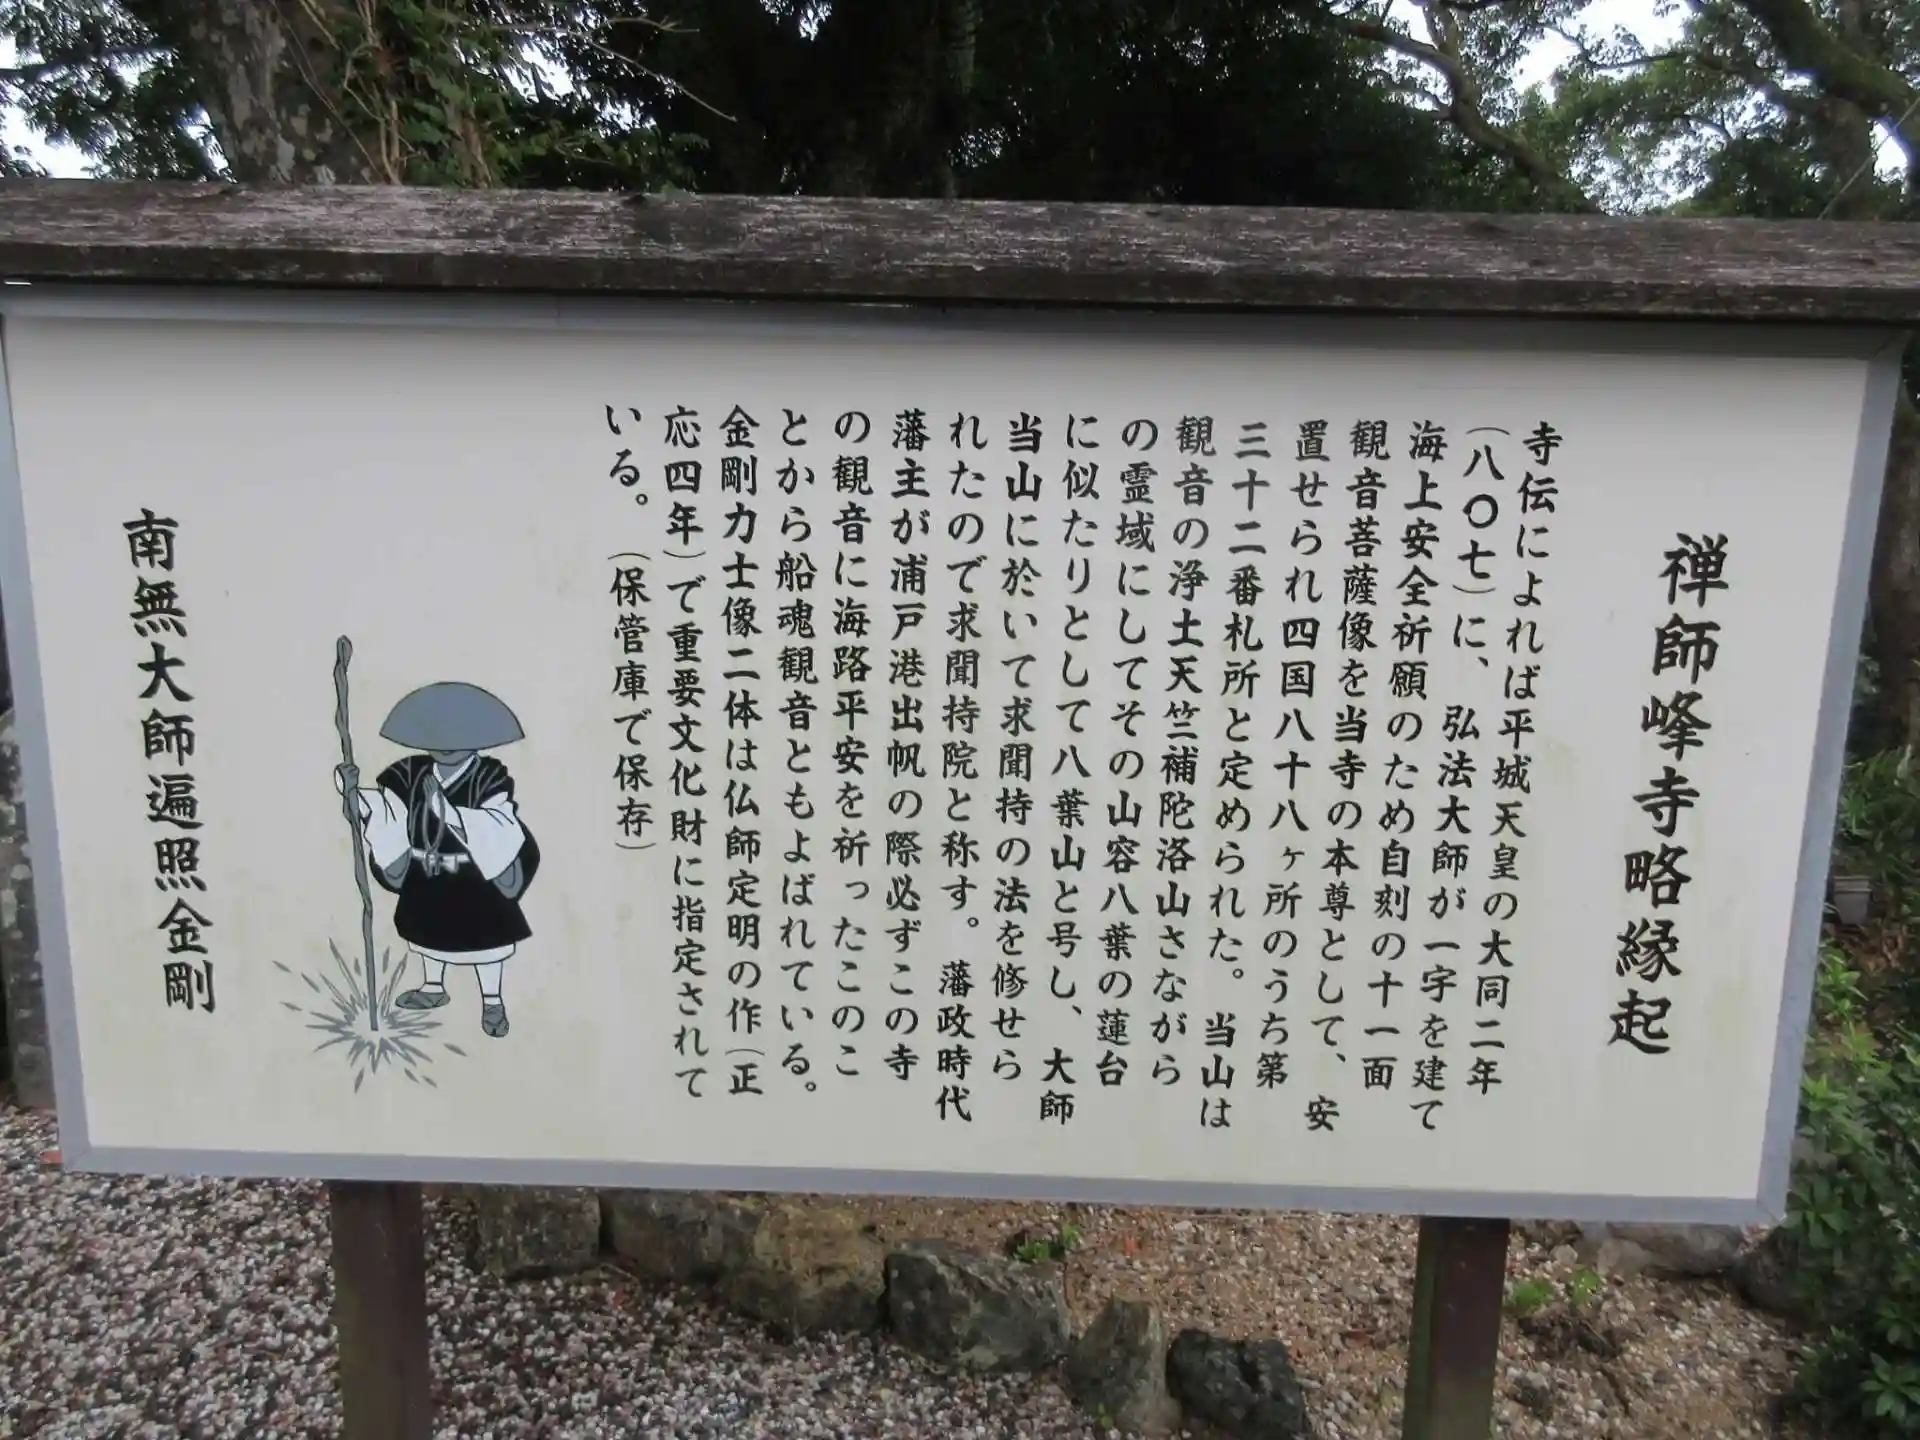 禅師峰寺略縁起
寺伝によれば平城天皇の大同二年
（八〇七）に、弘法大師が一宇を建て
海上安全祈願のため自刻の十一面
観音菩薩像を当寺の本尊として、安
置せられ四国八十八ヶ所のうち第
三十二番札所と定められた。当山は
観音の浄土天竺補陀洛山さながら
の霊域にしてその山容八葉の蓮台
に似たりとして八葉山と号し、大師
当山に於いて求聞持の法を修せら
れたので求聞持院と称す。藩政時代
藩主が浦戸港出帆の際必ずこの寺
の観音に海路平安を祈ったこのこ
とから船魂観音ともよばれている。
金剛力士像二体は仏師定明の作（正
応四年）で重要文化財に指定されて
いる。（保管庫で保存）
南無大師遍照金剛